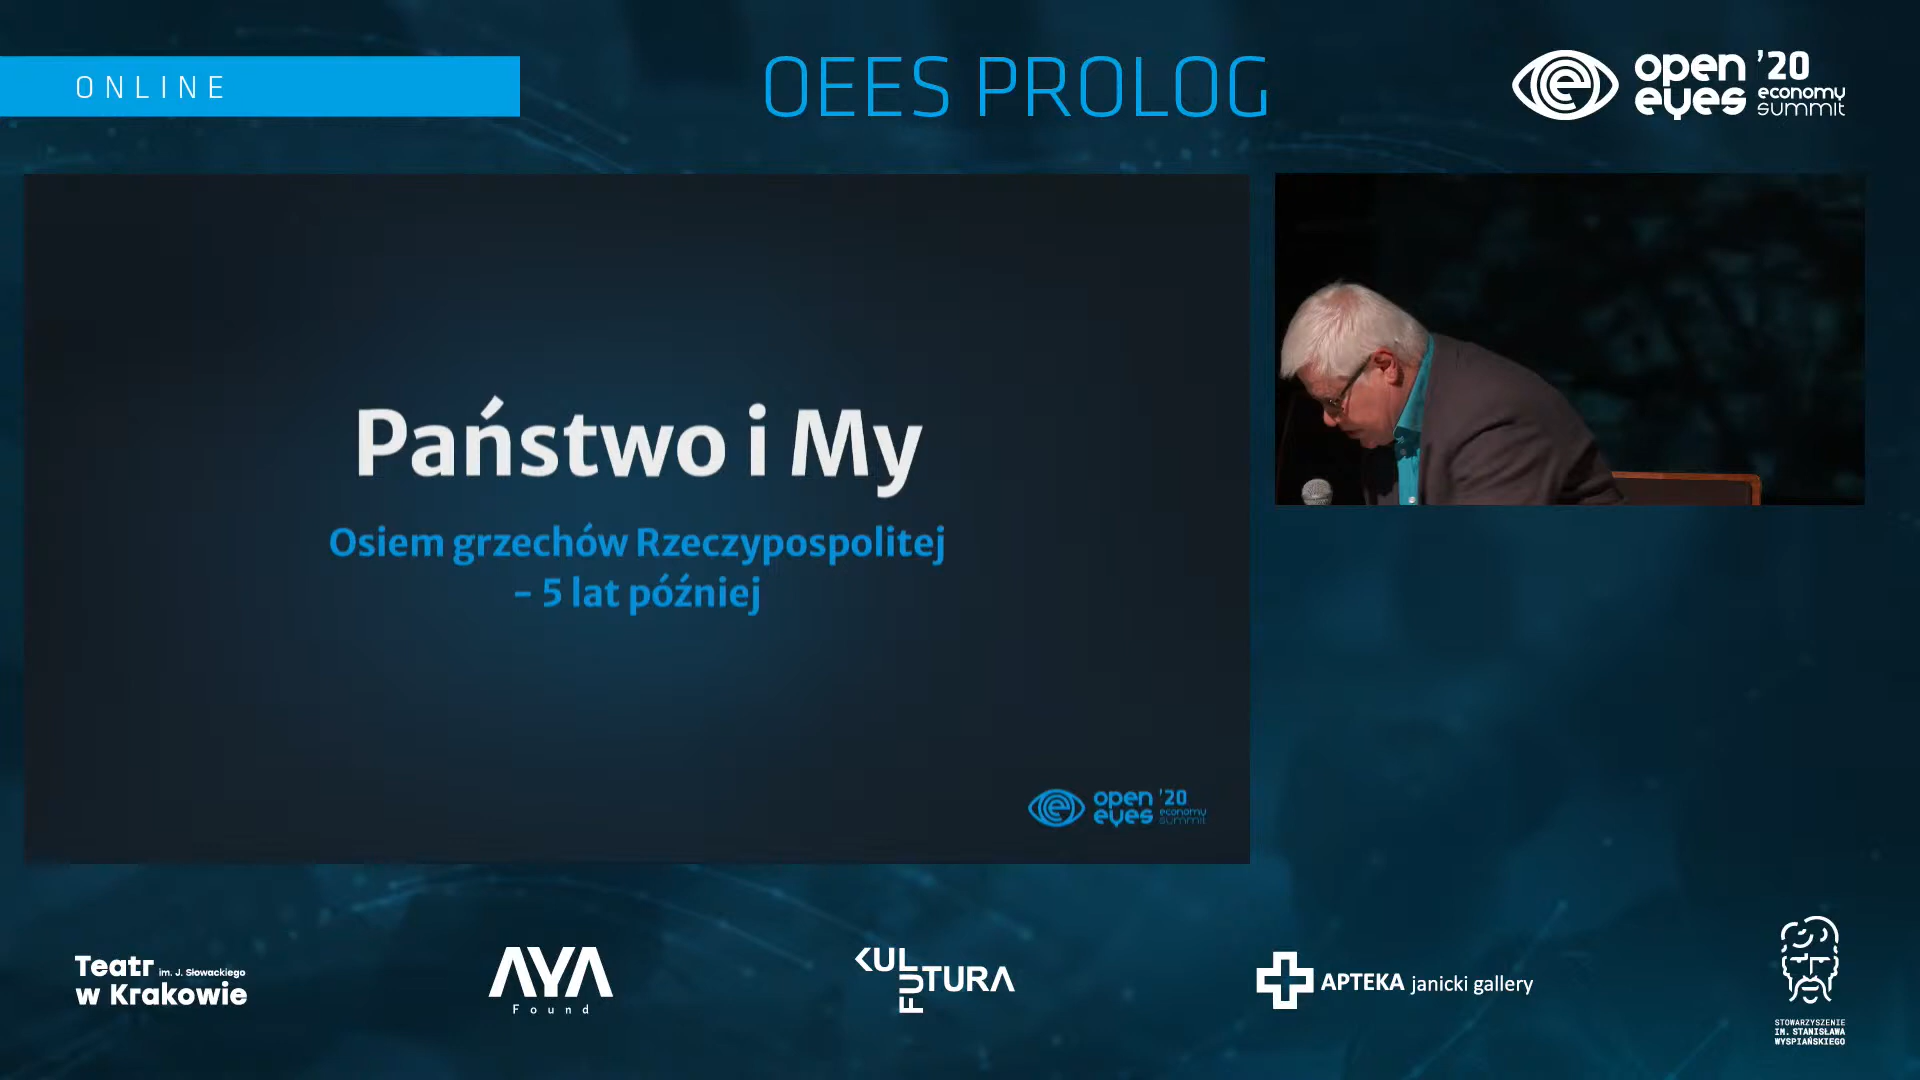 ONLINE
OEES PROLOG
open '20
eyes economy
summit
Państwo i My
Osiem grzechów Rzeczypospolitej
– 5 lat później
open '20
eyes economy
summit
Teatr im. J. Słowackiego
w Krakowie
AYA
Found
KULTURA
FUTURA
APTEKA janicki gallery
STOWARZYSZENIE
IM. STANISŁAWA
WYSPIAŃSKIEGO